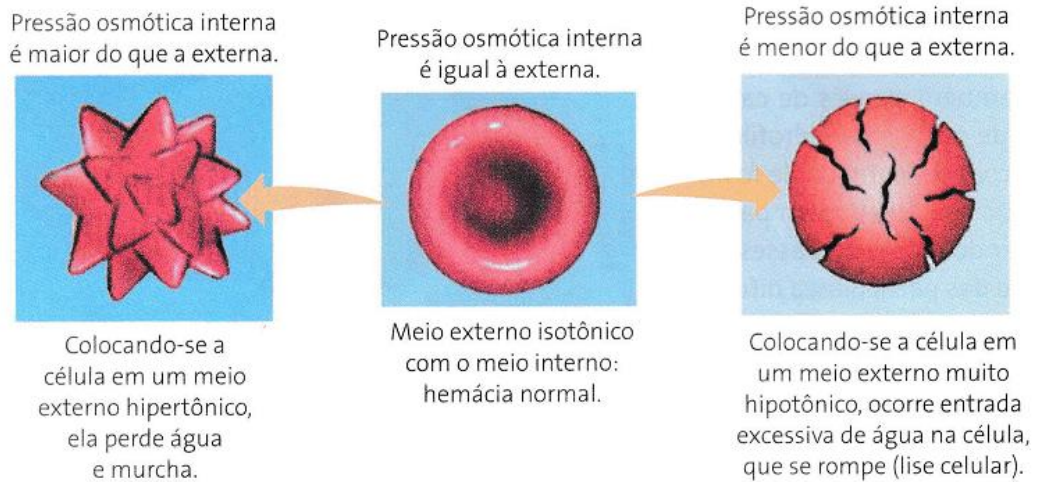 Pressão osmótica interna
é maior do que a externa.
Colocando-se a
célula em um meio
externo hipertônico,
ela perde água
e murcha.
Pressão osmótica interna
é igual à externa.
Meio externo isotônico
com o meio interno:
hemácia normal.
Pressão osmótica interna
é menor do que a externa.
Colocando-se a célula em
um meio externo muito
hipotônico, ocorre entrada
excessiva de água na célula,
que se rompe (lise celular).